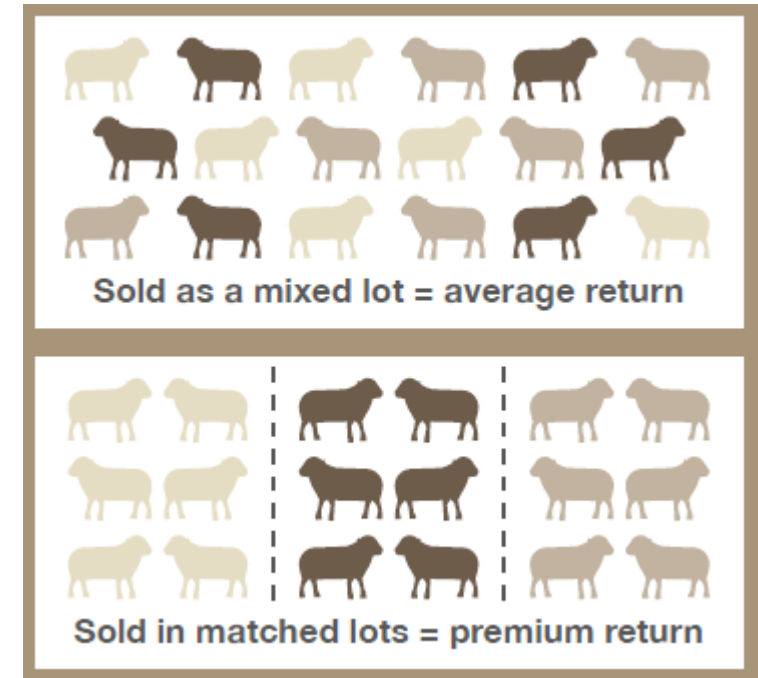 Sold as a mixed lot = average return
Sold in matched lots = premium return